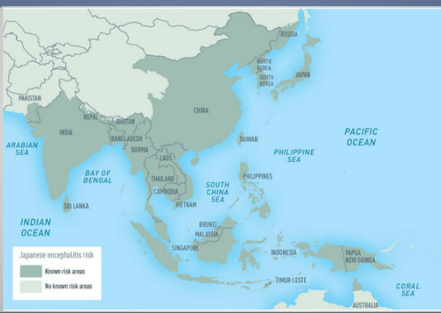 RUSSIA
NORTH
KOREA
SOUTH
KOREA
JAPAN
PAKISTAN
CHINA
NEPAL
BHUTAN
INDIA
BANGLADESH
BURMA
TAIWAN
PACIFIC
OCEAN
ARABIAN
SEA
LAOS
PHILIPPINE
SEA
BAY OF
BENGAL
THAILAND
CAMBODIA
VIETNAM
SOUTH
CHINA
SEA
PHILIPPINES
SRI LANKA
INDIAN
OCEAN
BRUNEI
MALAYSIA
SINGAPORE
INDONESIA
PAPUA
NEW GUINEA
TIMOR-LESTE
CORAL
SEA
AUSTRALIA
Japanese encephalitis risk
Known risk areas
No known risk areas